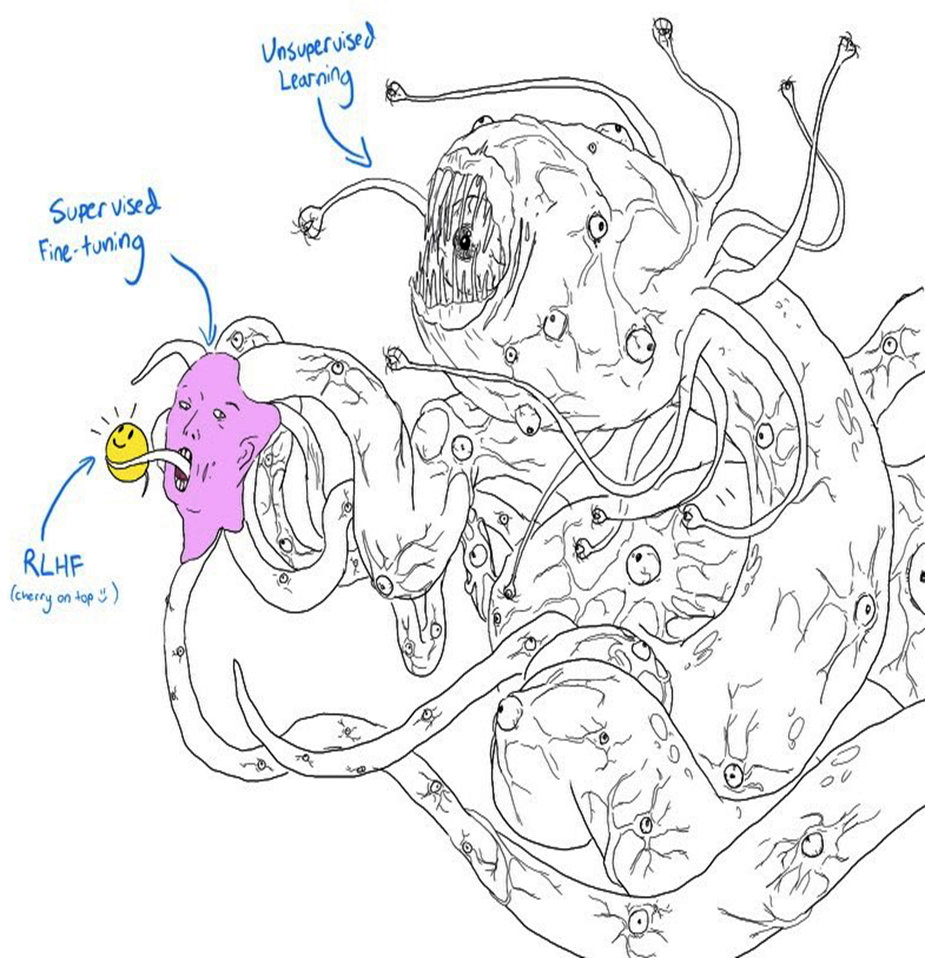 Unsupervised
Learning
Supervised
Fine-tuning
RLHF
(cherry on top :))